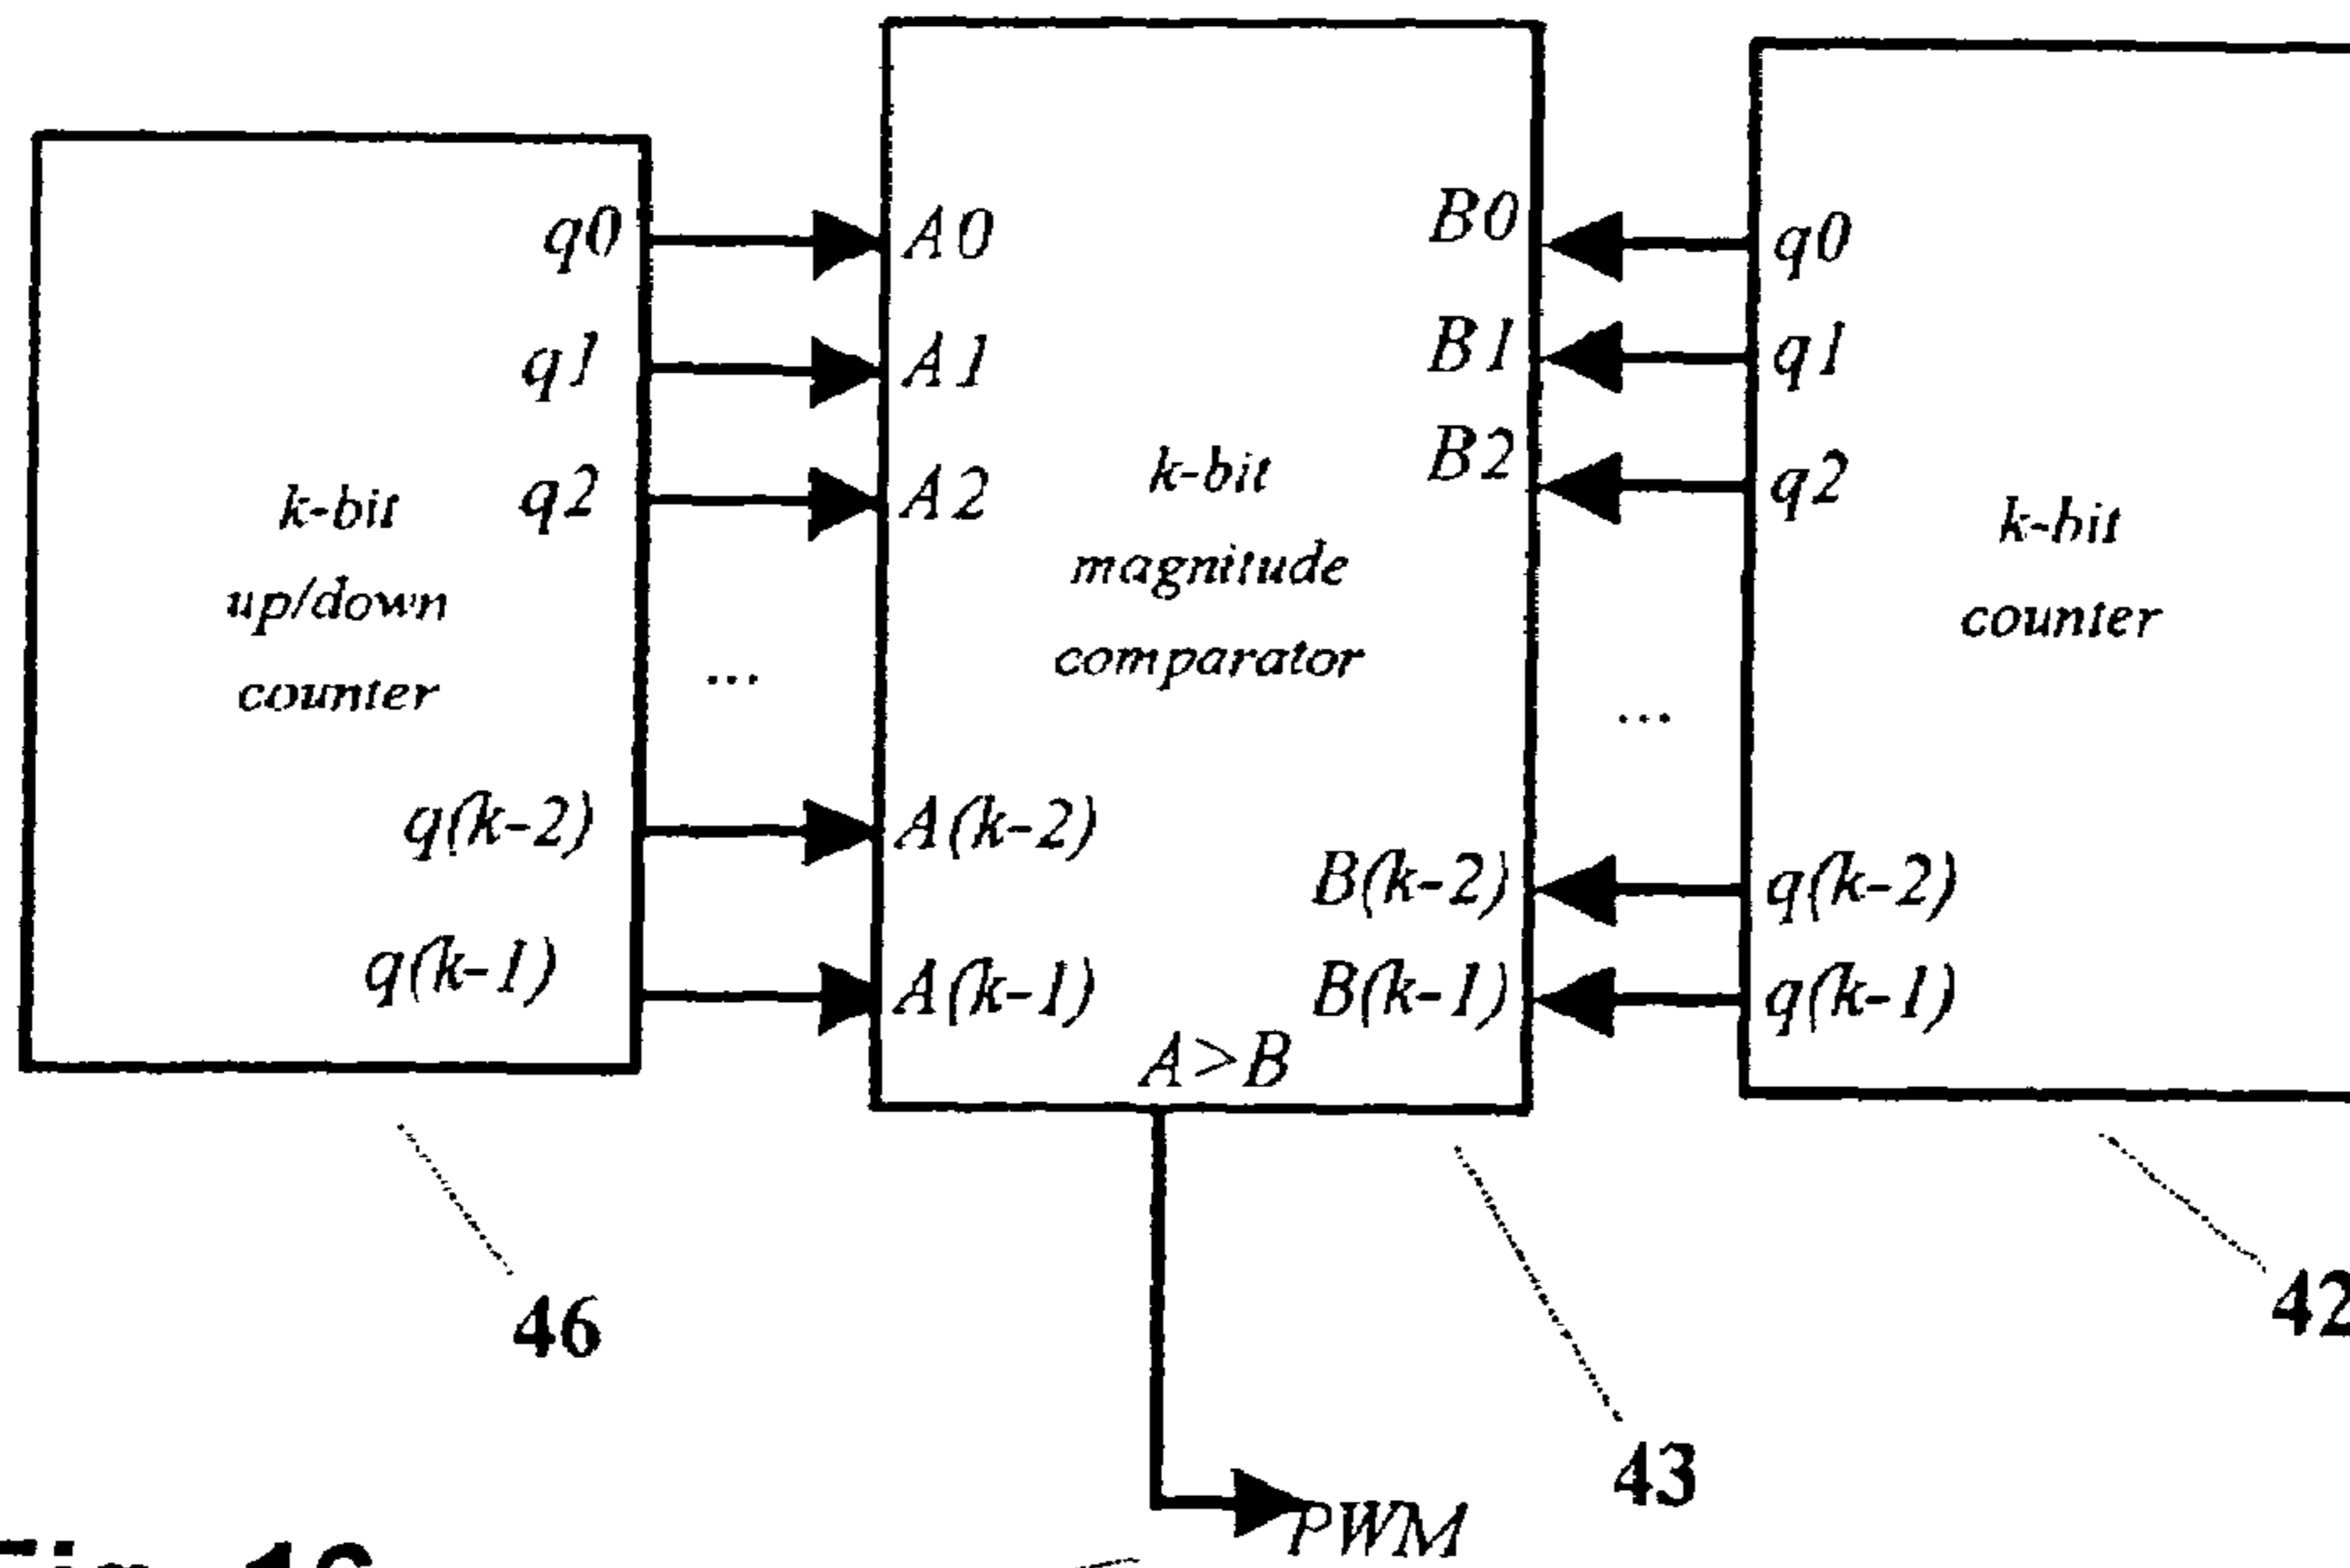 q0
q1
q2
k-bit
up/down
counter
...
q(k-2)
q(k-1)
A0
A1
A2
A(k-2)
A(k-1)
k-bit
magnitude
comparator
A>B
B0
B1
B2
B(k-2)
B(k-1)
...
q0
q1
q2
k-bit
counter
q(k-2)
q(k-1)
46
43
42
PWM